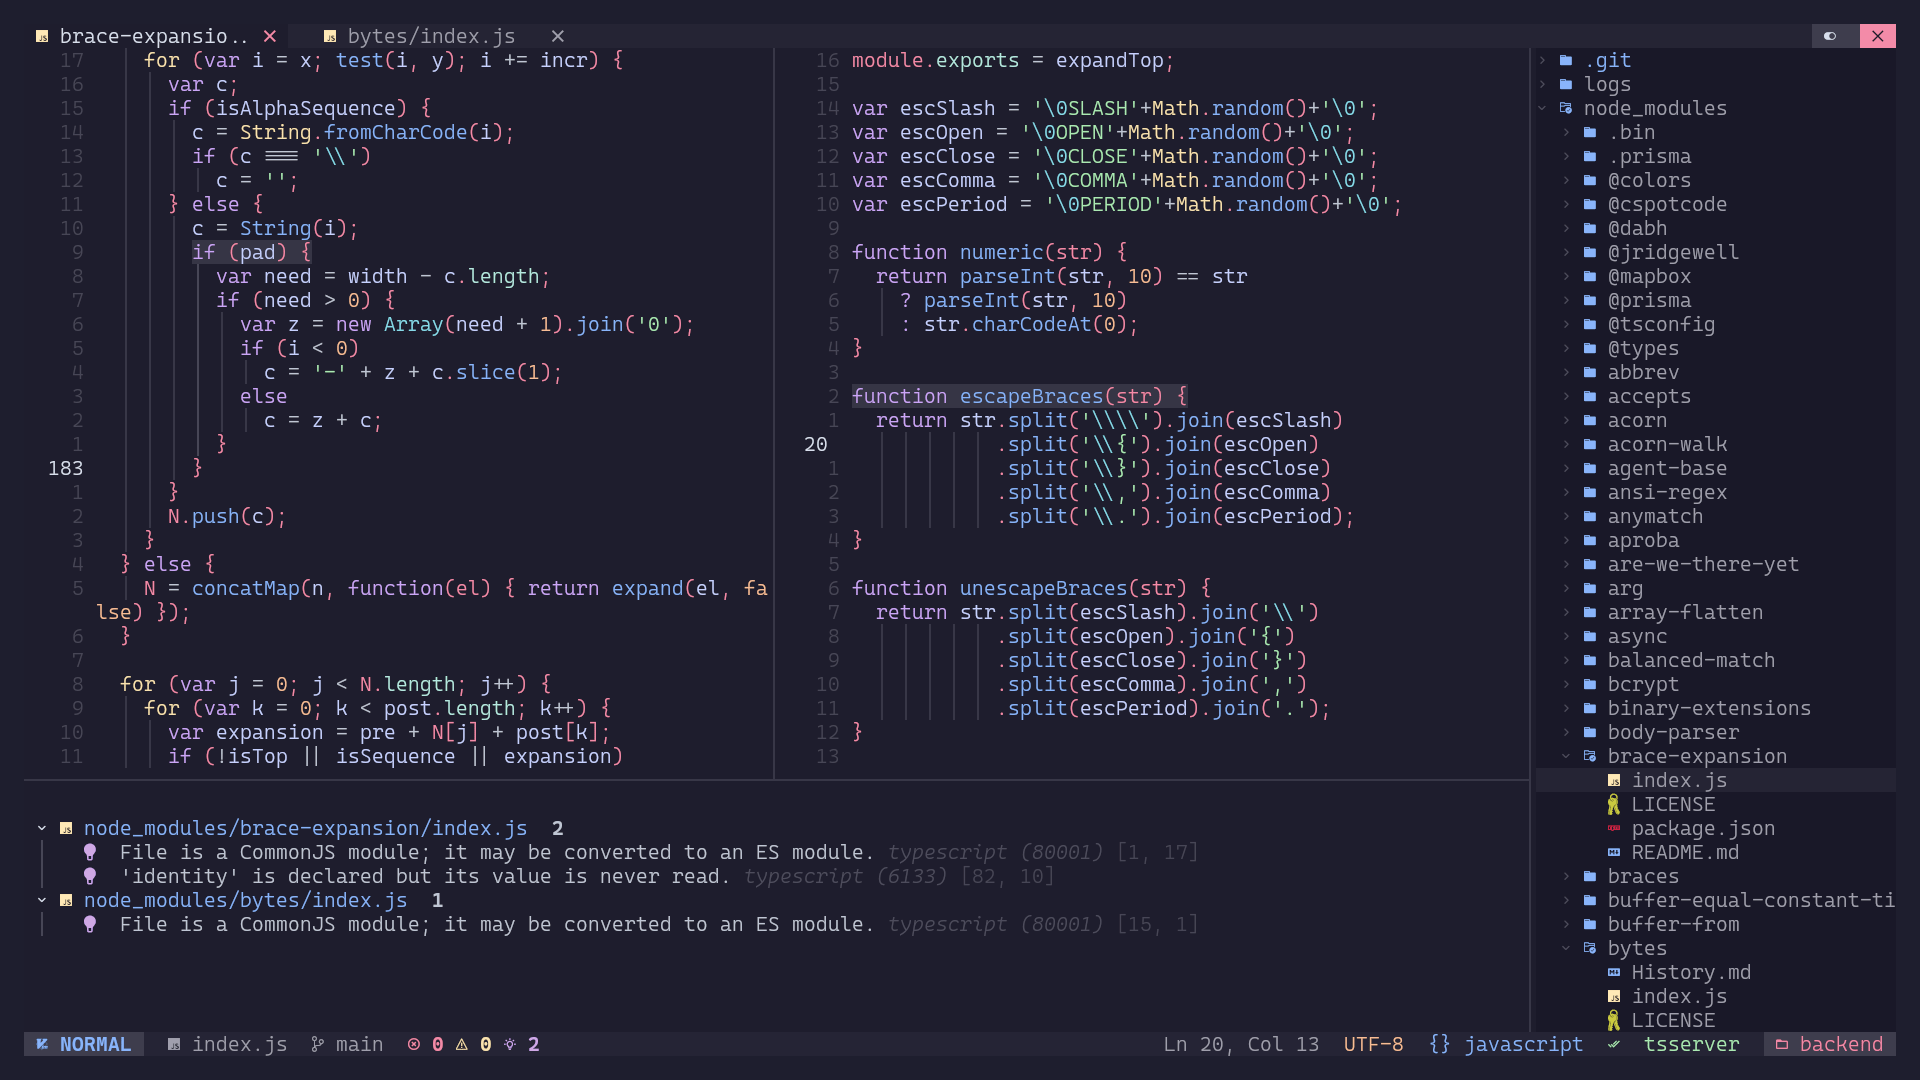 brace-expansio.. ✕ bytes/index.js ✕
17 for (var i = x; test(i, y); i += incr) {
16 var c;
15 if (isAlphaSequence) {
14 c = String.fromCharCode(i);
13 if (c === '\\')
12 c = '';
11 } else {
10 c = String(i);
9 if (pad) {
8 var need = width - c.length;
7 if (need > 0) {
6 var z = new Array(need + 1).join('0');
5 if (i < 0)
4 c = '-' + z + c.slice(1);
3 else
2 c = z + c;
1 }
183 }
1 }
2 N.push(c);
3 }
4 } else {
5 N = concatMap(n, function(el) { return expand(el, fa
lse) });
6 }
7
8 for (var j = 0; j < N.length; j++) {
9 for (var k = 0; k < post.length; k++) {
10 var expansion = pre + N[j] + post[k];
11 if (!isTop || isSequence || expansion)
16 module.exports = expandTop;
15
14 var escSlash = '\0SLASH'+Math.random()+'\0';
13 var escOpen = '\0OPEN'+Math.random()+'\0';
12 var escClose = '\0CLOSE'+Math.random()+'\0';
11 var escComma = '\0COMMA'+Math.random()+'\0';
10 var escPeriod = '\0PERIOD'+Math.random()+'\0';
9
8 function numeric(str) {
7 return parseInt(str, 10) == str
6 ? parseInt(str, 10)
5 : str.charCodeAt(0);
4 }
3
2 function escapeBraces(str) {
1 return str.split('\\\\').join(escSlash)
20 .split('\\{').join(escOpen)
1 .split('\\}').join(escClose)
2 .split('\\,').join(escComma)
3 .split('\\.').join(escPeriod);
4 }
5
6 function unescapeBraces(str) {
7 return str.split(escSlash).join('\\')
8 .split(escOpen).join('{')
9 .split(escClose).join('}')
10 .split(escComma).join(',')
11 .split(escPeriod).join('.');
12 }
13
.git
logs
node_modules
.bin
.prisma
@colors
@cspotcode
@dabh
@jridgewell
@mapbox
@prisma
@tsconfig
@types
abbrev
accepts
acorn
acorn-walk
agent-base
ansi-regex
anymatch
aproba
are-we-there-yet
arg
array-flatten
async
balanced-match
bcrypt
binary-extensions
body-parser
brace-expansion
index.js
LICENSE
package.json
README.md
braces
buffer-equal-constant-ti
buffer-from
bytes
History.md
index.js
LICENSE
node_modules/brace-expansion/index.js 2
File is a CommonJS module; it may be converted to an ES module. typescript (80001) [1, 17]
'identity' is declared but its value is never read. typescript (6133) [82, 10]
node_modules/bytes/index.js 1
File is a CommonJS module; it may be converted to an ES module. typescript (80001) [15, 1]
NORMAL index.js main 0 0 2 Ln 20, Col 13 UTF-8 {} javascript tsserver backend